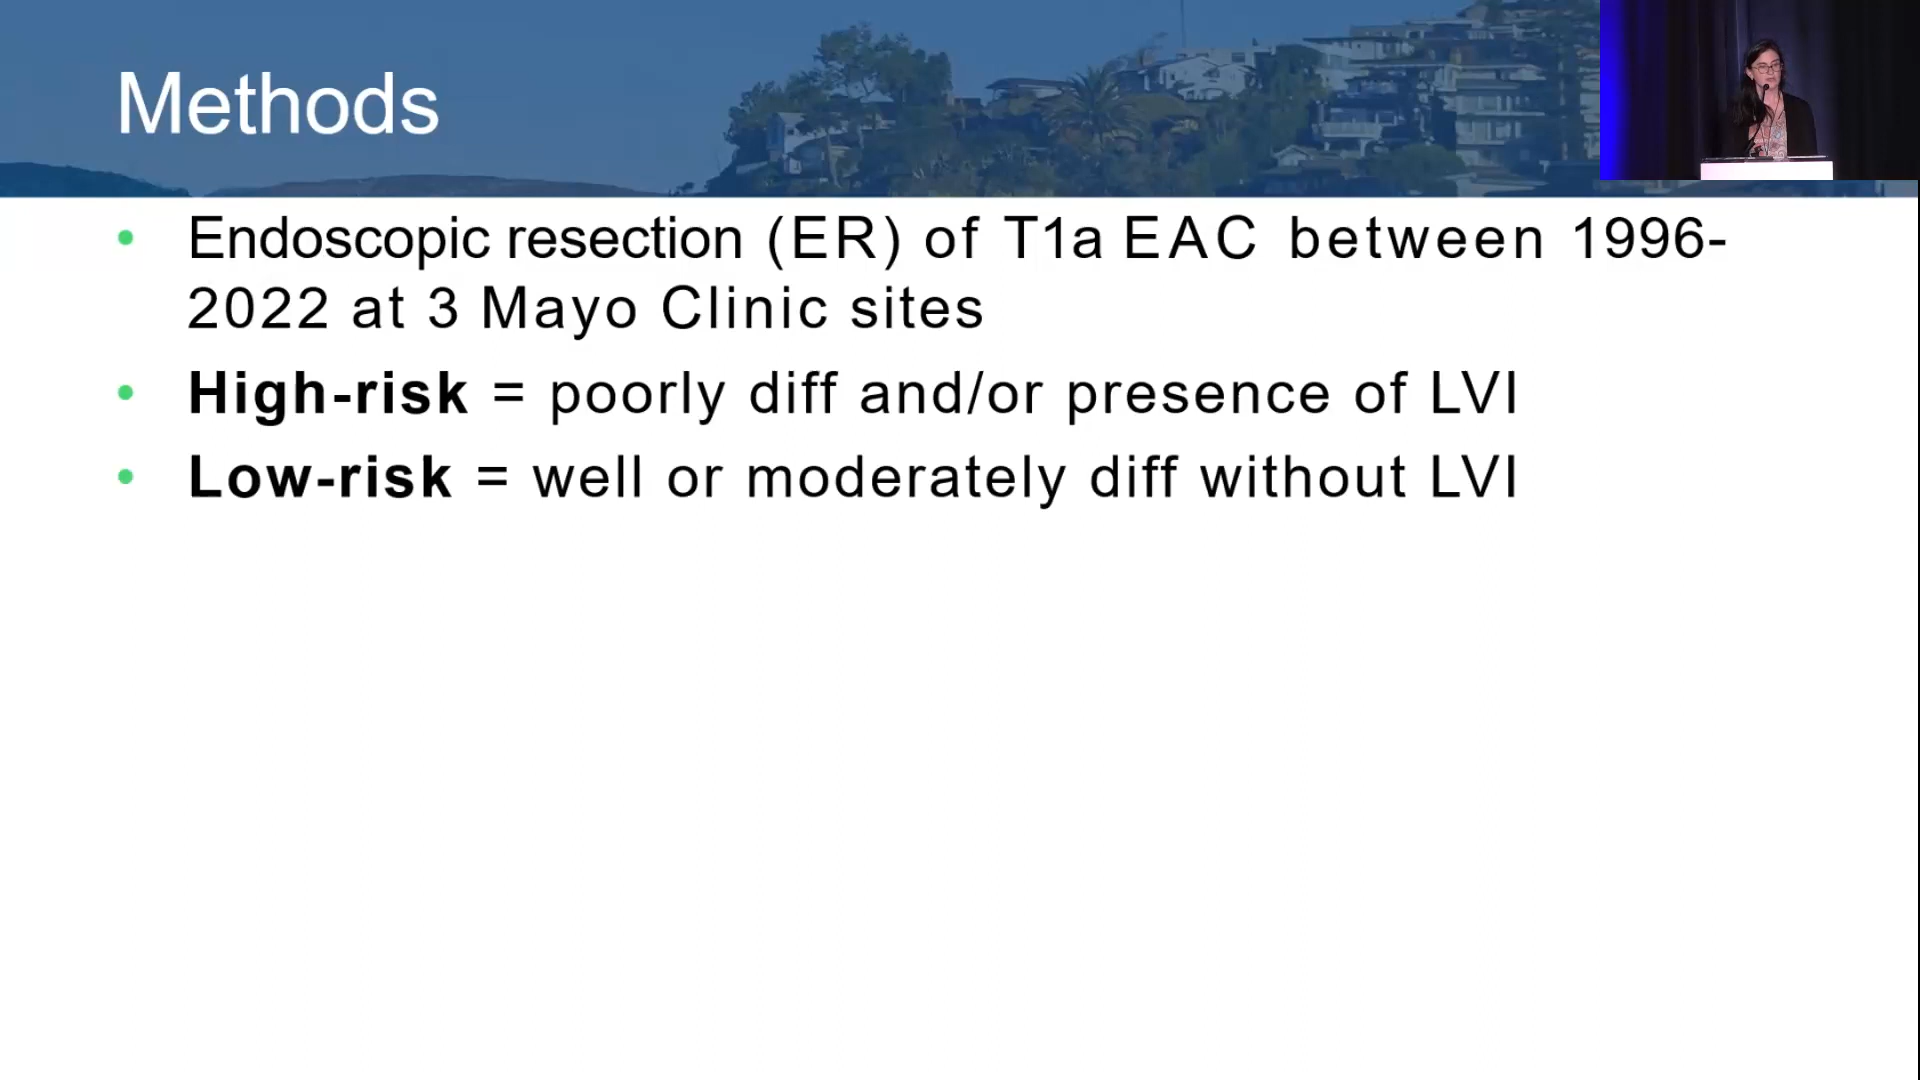 Methods
• Endoscopic resection (ER) of T1a EAC between 1996-
2022 at 3 Mayo Clinic sites
• High-risk = poorly diff and/or presence of LVI
• Low-risk = well or moderately diff without LVI